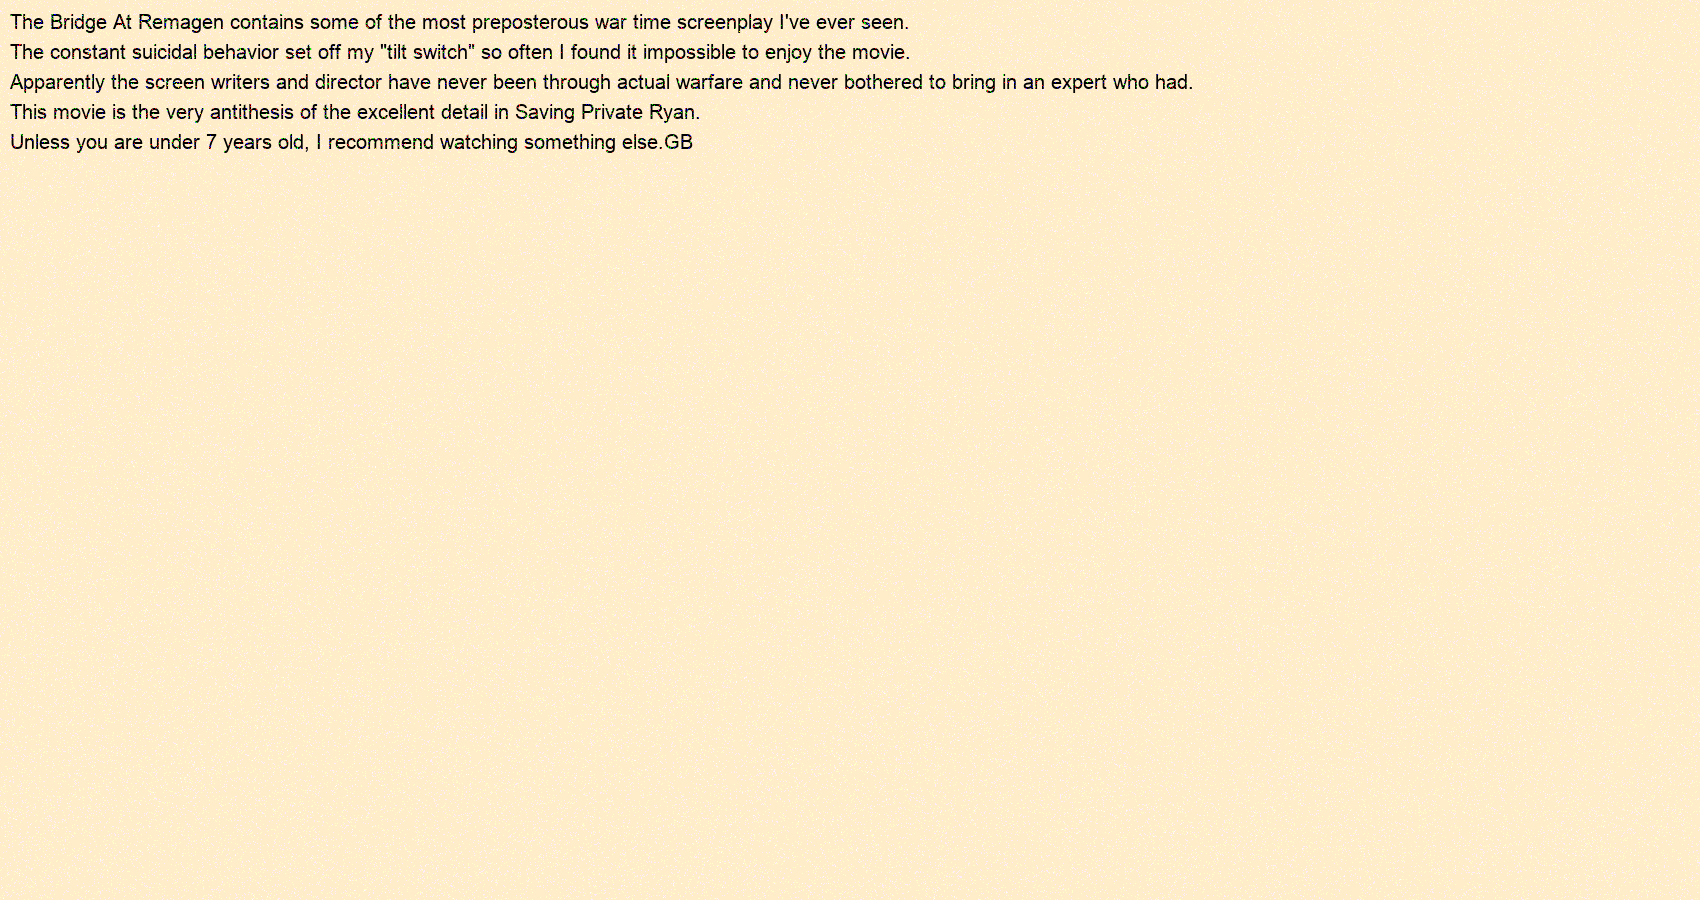 The Bridge At Remagen contains some of the most preposterous war time screenplay I've ever seen.
The constant suicidal behavior set off my "tilt switch" so often I found it impossible to enjoy the movie.
Apparently the screen writers and director have never been through actual warfare and never bothered to bring in an expert who had.
This movie is the very antithesis of the excellent detail in Saving Private Ryan.
Unless you are under 7 years old, I recommend watching something else.GB